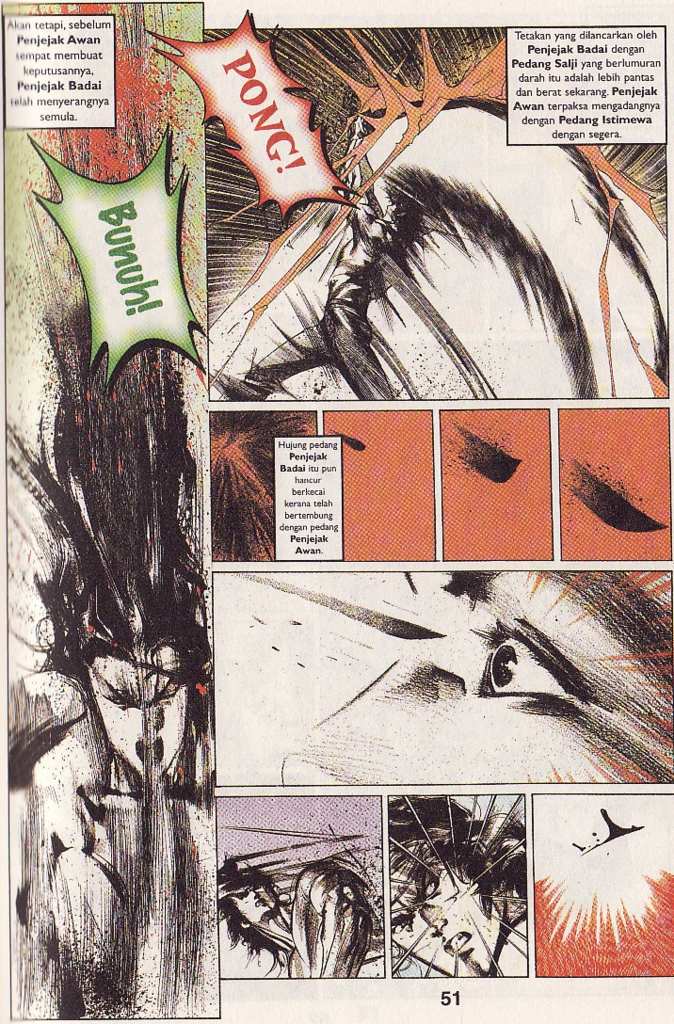 Akan tetapi, sebelum
Penjejak Awan
sempat membuat
keputusannya,
Penjejak Badai
telah menyerangnya
semula.
Bunuh!
PONG!
Tetakan yang dilancarkan oleh
Penjejak Badai dengan
Pedang Salji yang berlumuran
darah itu adalah lebih pantas
dan berat sekarang. Penjejak
Awan terpaksa mengadangnya
dengan Pedang Istimewa
dengan segera.
Hujung pedang
Penjejak
Badai itu pun
hancur
berkecai
kerana telah
bertembung
dengan pedang
Penjejak
Awan.
51